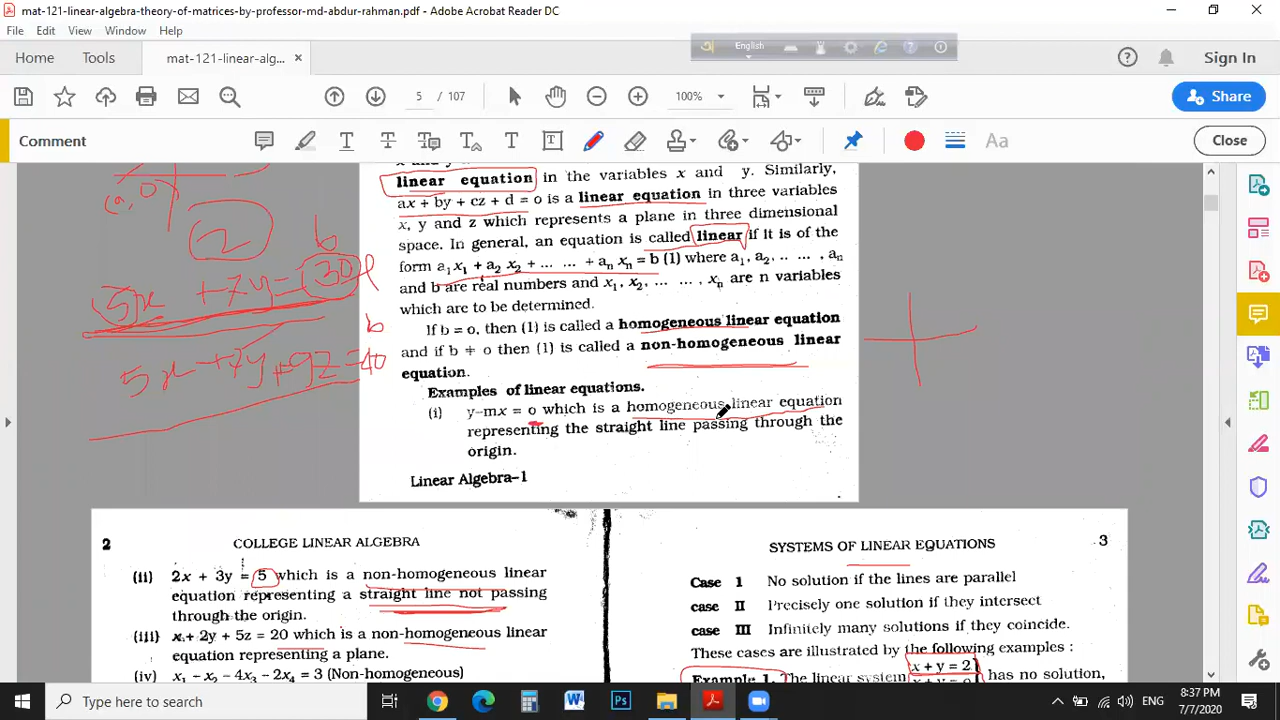 mat-121-linear-algebra-theory-of-matrices-by-professor-md-abdur-rahman.pdf - Adobe Acrobat Reader DC
File Edit View Window Help
English
Home Tools mat-121-linear-alg... Sign In
5 / 107 100% Share
Comment Close
linear equation in the variables x and y. Similarly,
ax + by + cz + d = o is a linear equation in three variables
x, y and z which represents a plane in three dimensional
space. In general, an equation is called linear if it is of the
form a1 x1 + a2 x2 + ... ... + an xn = b (1) where a1, a2, .. ... , an
and b are real numbers and x1, x2, ... ..., xn are n variables
which are to be determined.
If b = o, then (1) is called a homogeneous linear equation
and if b ≠ o then (1) is called a non-homogeneous linear
equation.
Examples of linear equations.
(i) y-mx = o which is a homogeneous linear equation
representing the straight line passing through the
origin.
Linear Algebra-1
(a, 0)
2
b
5x + 7y = 30
b
5x + 7y + 9z = 40
2 COLLEGE LINEAR ALGEBRA
(ii) 2x + 3y = 5 which is a non-homogeneous linear
equation representing a straight line not passing
through the origin.
(iii) x + 2y + 5z = 20 which is a non-homogeneous linear
equation representing a plane.
(iv) x1 - x2 - 4x3 - 2x4 = 3 (Non-homogeneous)
SYSTEMS OF LINEAR EQUATIONS 3
Case I No solution if the lines are parallel
case II Precisely one solution if they intersect
case III Infinitely many solutions if they coincide.
These cases are illustrated by the following examples :
Example 1. The linear system x + y = 2 has no solution,
Type here to search
ENG
8:37 PM
7/7/2020